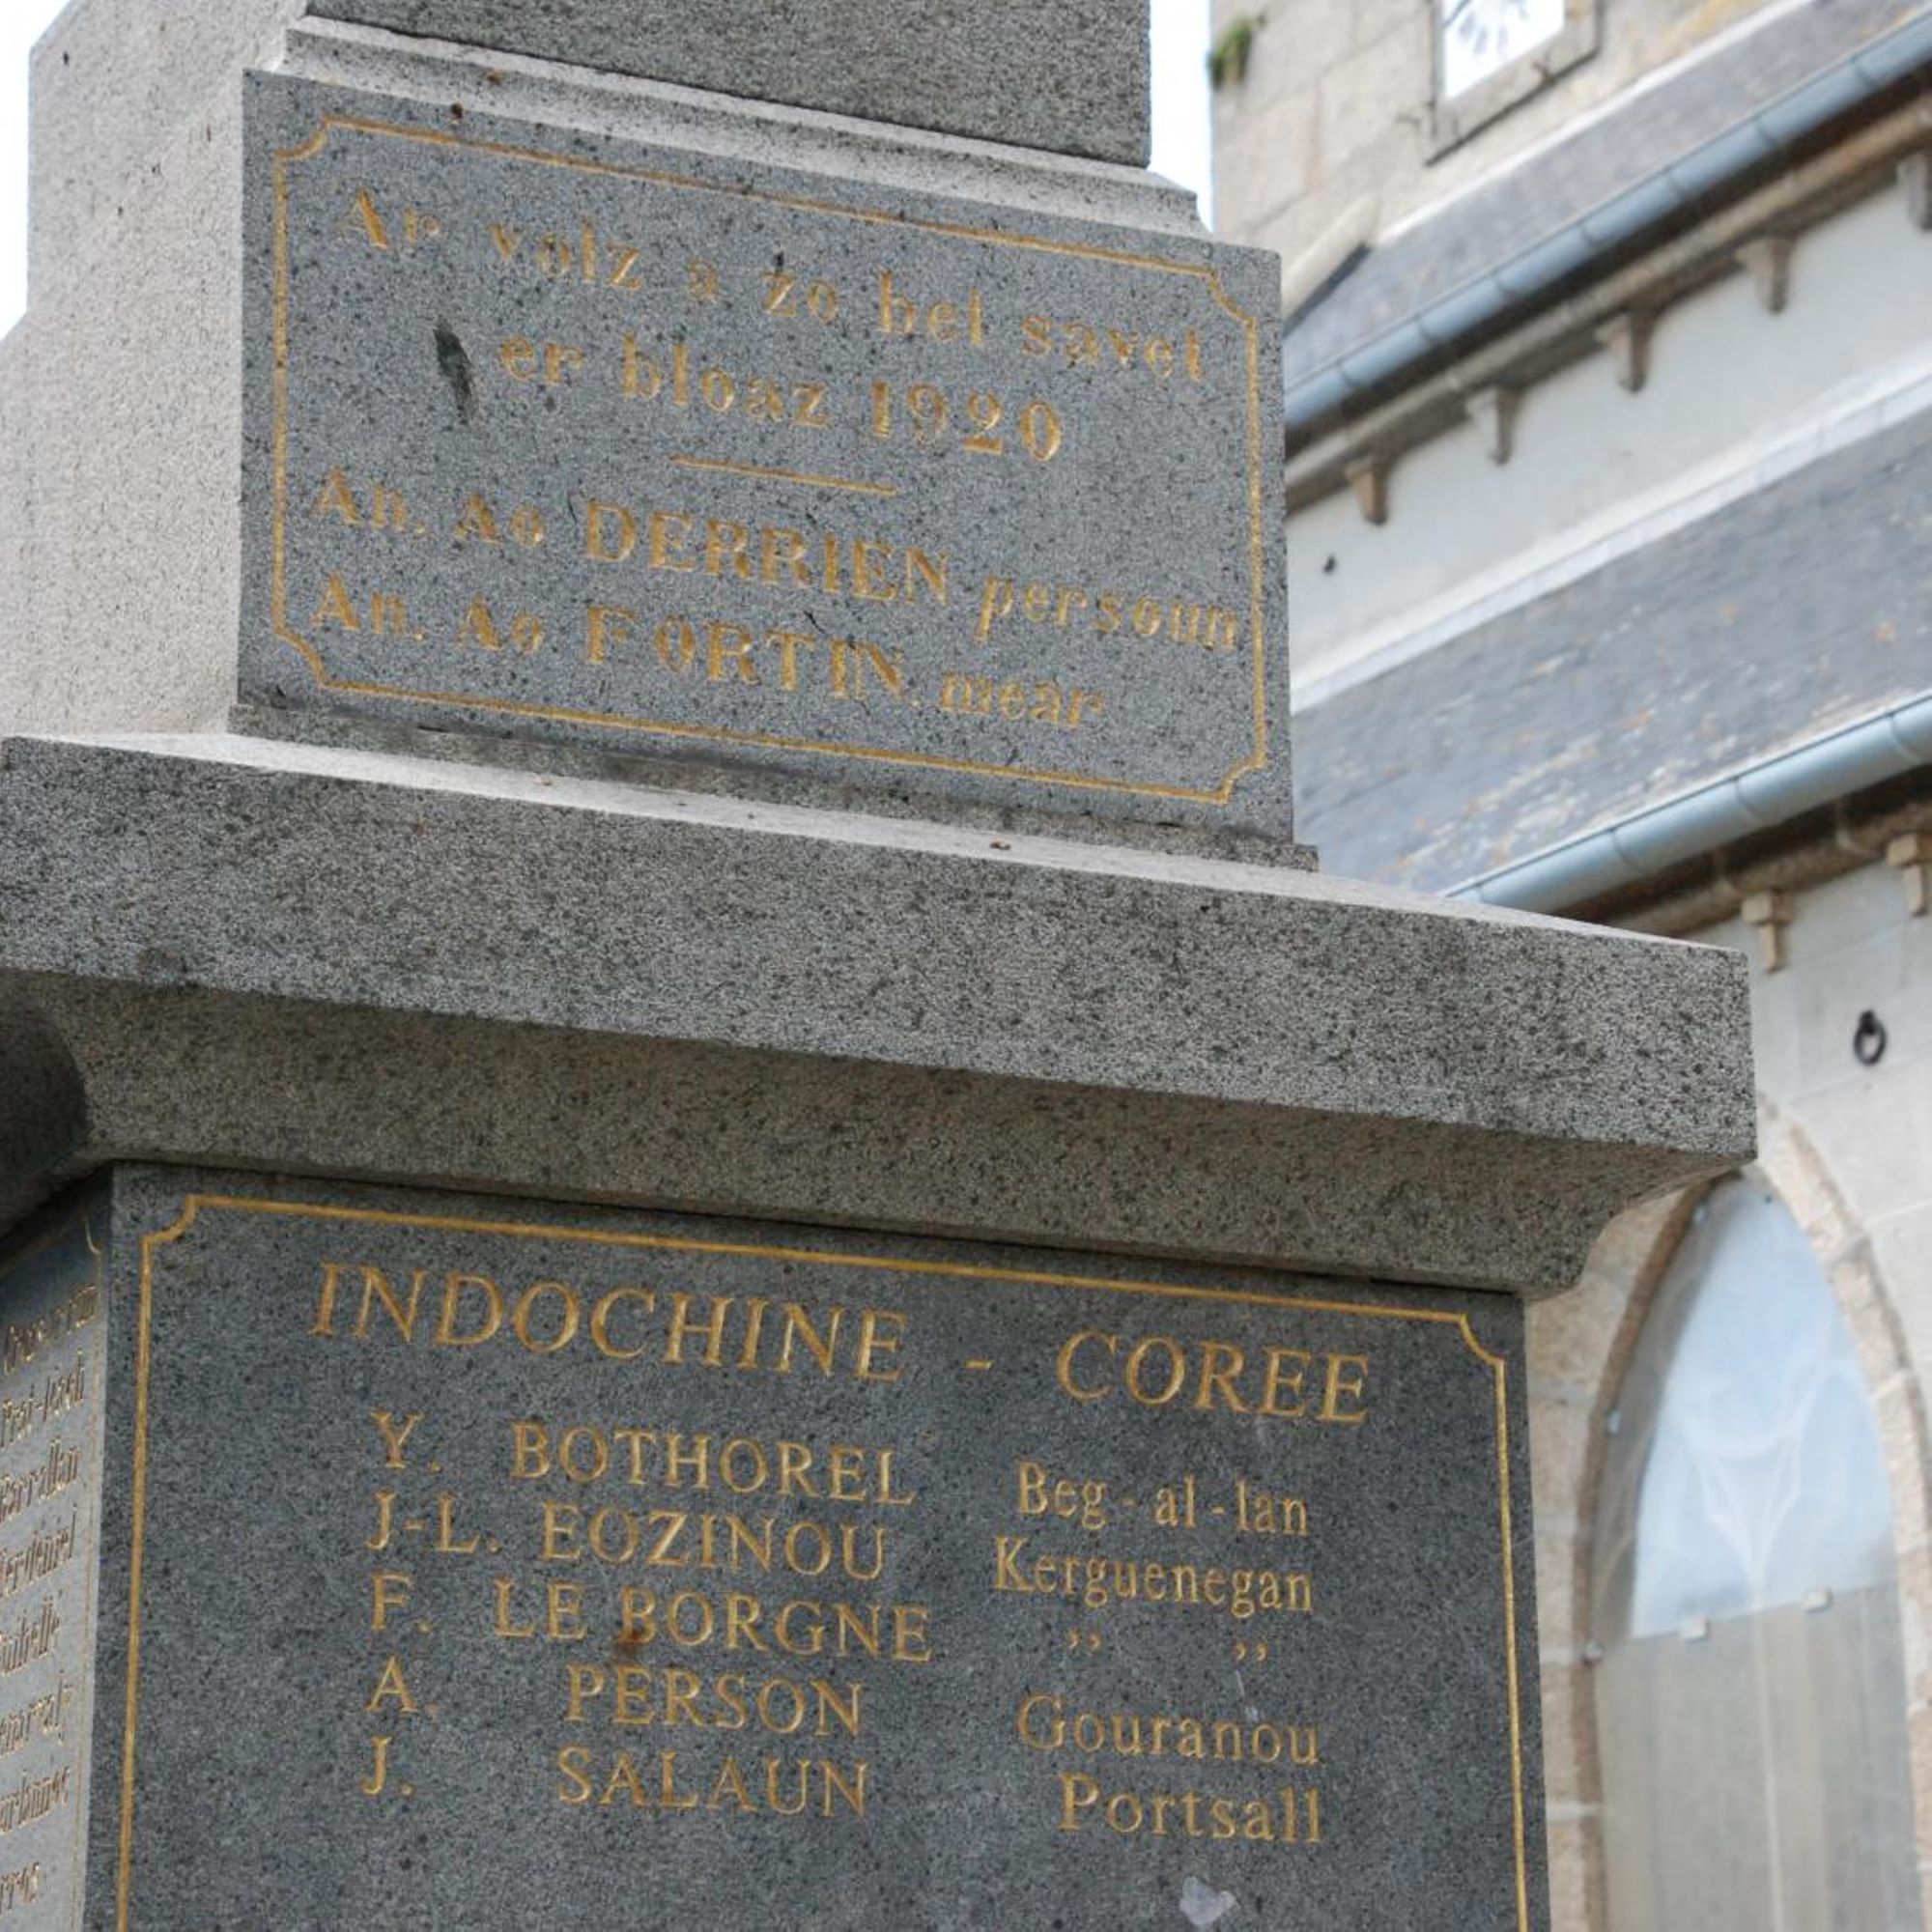 Ar volz a zo bet savet
er bloaz 1920
An. Ao DERRIEN persoun
An. Ao FORTIN. mear
INDOCHINE - COREE
Y. BOTHOREL Beg-al-lan
J-L. EOZINOU Kerguenegan
F. LE BORGNE ,, ,,
A. PERSON Gouranou
J. SALAUN Portsall